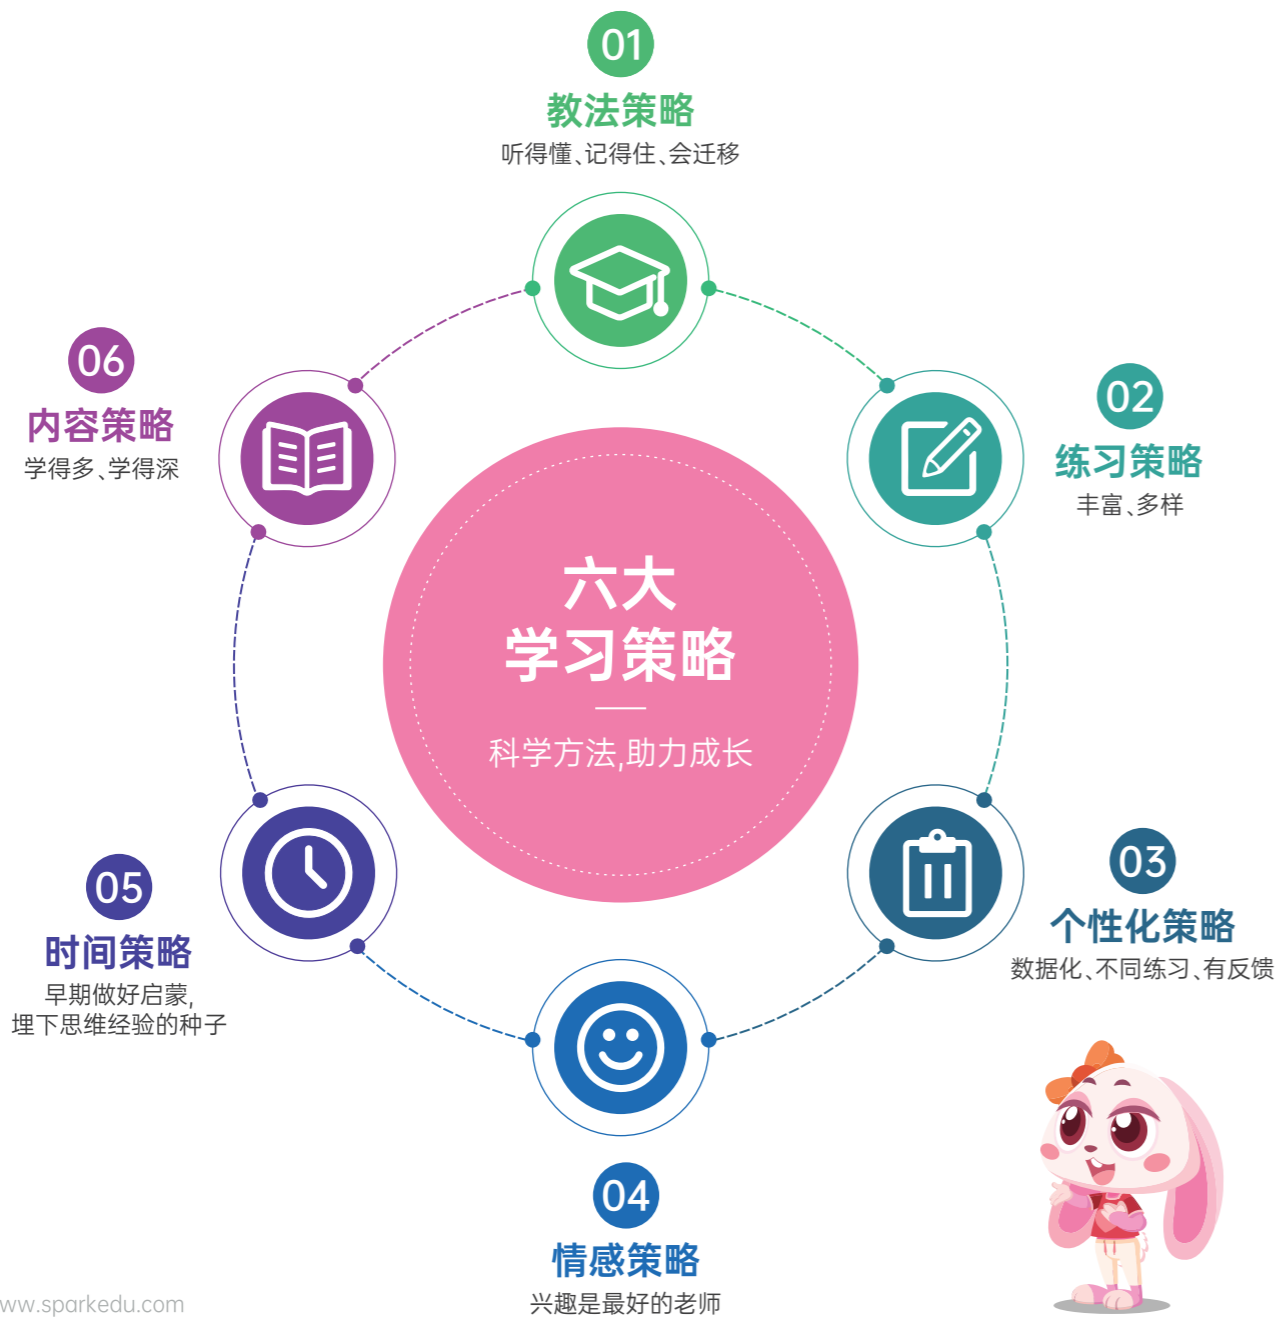 01
教法策略
听得懂、记得住、会迁移
02
练习策略
丰富、多样
03
个性化策略
数据化、不同练习、有反馈
04
情感策略
兴趣是最好的老师
05
时间策略
早期做好启蒙,
埋下思维经验的种子
06
内容策略
学得多、学得深
六大
学习策略
科学方法,助力成长
ww.sparkedu.com